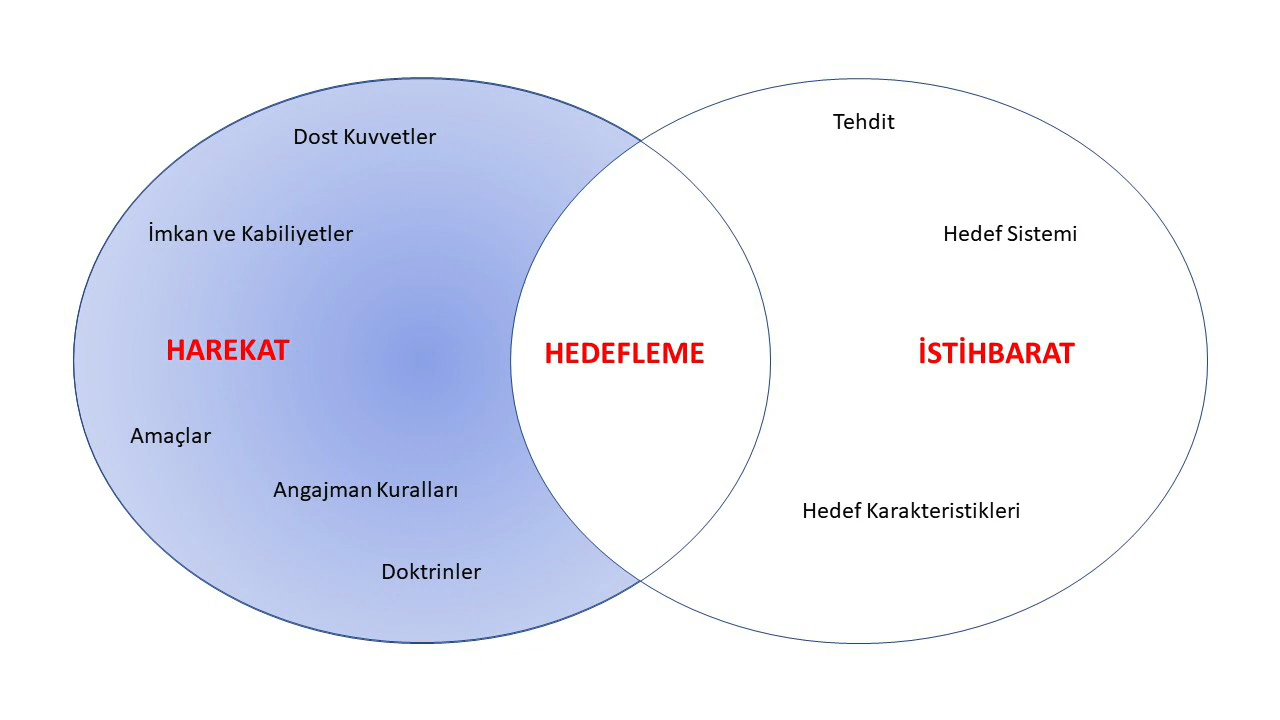 Dost Kuvvetler
İmkan ve Kabiliyetler
HAREKAT
Amaçlar
Angajman Kuralları
Doktrinler
HEDEFLEME
Tehdit
Hedef Sistemi
İSTİHBARAT
Hedef Karakteristikleri